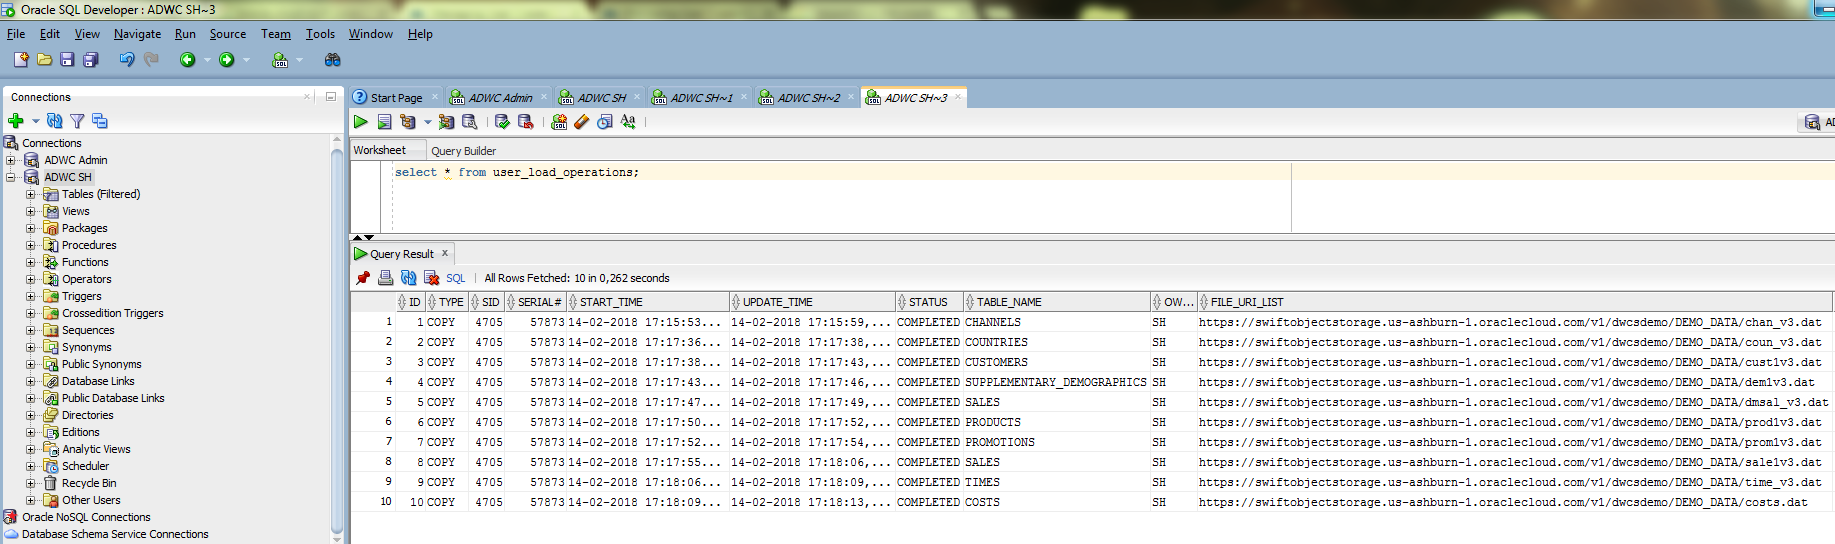 Oracle SQL Developer : ADWC SH~3
File Edit View Navigate Run Source Team Tools Window Help
Connections
Start Page
ADWC Admin
ADWC SH
ADWC SH~1
ADWC SH~2
ADWC SH~3
Connections
ADWC Admin
ADWC SH
Tables (Filtered)
Views
Packages
Procedures
Functions
Operators
Triggers
Crossedition Triggers
Sequences
Synonyms
Public Synonyms
Database Links
Public Database Links
Directories
Editions
Analytic Views
Scheduler
Recycle Bin
Other Users
Oracle NoSQL Connections
Database Schema Service Connections
AD
Worksheet Query Builder
select * from user_load_operations;
Query Result x
SQL | All Rows Fetched: 10 in 0,262 seconds
ID TYPE SID SERIAL# START_TIME UPDATE_TIME STATUS TABLE_NAME OW... FILE_URI_LIST
1 1 COPY 4705 57873 14-02-2018 17:15:53... 14-02-2018 17:15:59,... COMPLETED CHANNELS SH https://swiftobjectstorage.us-ashburn-1.oraclecloud.com/v1/dwcsdemo/DEMO_DATA/chan_v3.dat
2 2 COPY 4705 57873 14-02-2018 17:17:36... 14-02-2018 17:17:38,... COMPLETED COUNTRIES SH https://swiftobjectstorage.us-ashburn-1.oraclecloud.com/v1/dwcsdemo/DEMO_DATA/coun_v3.dat
3 3 COPY 4705 57873 14-02-2018 17:17:38... 14-02-2018 17:17:43,... COMPLETED CUSTOMERS SH https://swiftobjectstorage.us-ashburn-1.oraclecloud.com/v1/dwcsdemo/DEMO_DATA/cust1v3.dat
4 4 COPY 4705 57873 14-02-2018 17:17:43... 14-02-2018 17:17:46,... COMPLETED SUPPLEMENTARY_DEMOGRAPHICS SH https://swiftobjectstorage.us-ashburn-1.oraclecloud.com/v1/dwcsdemo/DEMO_DATA/dem1v3.dat
5 5 COPY 4705 57873 14-02-2018 17:17:47... 14-02-2018 17:17:49,... COMPLETED SALES SH https://swiftobjectstorage.us-ashburn-1.oraclecloud.com/v1/dwcsdemo/DEMO_DATA/dmsal_v3.dat
6 6 COPY 4705 57873 14-02-2018 17:17:50... 14-02-2018 17:17:52,... COMPLETED PRODUCTS SH https://swiftobjectstorage.us-ashburn-1.oraclecloud.com/v1/dwcsdemo/DEMO_DATA/prod1v3.dat
7 7 COPY 4705 57873 14-02-2018 17:17:52... 14-02-2018 17:17:54,... COMPLETED PROMOTIONS SH https://swiftobjectstorage.us-ashburn-1.oraclecloud.com/v1/dwcsdemo/DEMO_DATA/prom1v3.dat
8 8 COPY 4705 57873 14-02-2018 17:17:55... 14-02-2018 17:18:06,... COMPLETED SALES SH https://swiftobjectstorage.us-ashburn-1.oraclecloud.com/v1/dwcsdemo/DEMO_DATA/sale1v3.dat
9 9 COPY 4705 57873 14-02-2018 17:18:06... 14-02-2018 17:18:09,... COMPLETED TIMES SH https://swiftobjectstorage.us-ashburn-1.oraclecloud.com/v1/dwcsdemo/DEMO_DATA/time_v3.dat
10 10 COPY 4705 57873 14-02-2018 17:18:09... 14-02-2018 17:18:13,... COMPLETED COSTS SH https://swiftobjectstorage.us-ashburn-1.oraclecloud.com/v1/dwcsdemo/DEMO_DATA/costs.dat